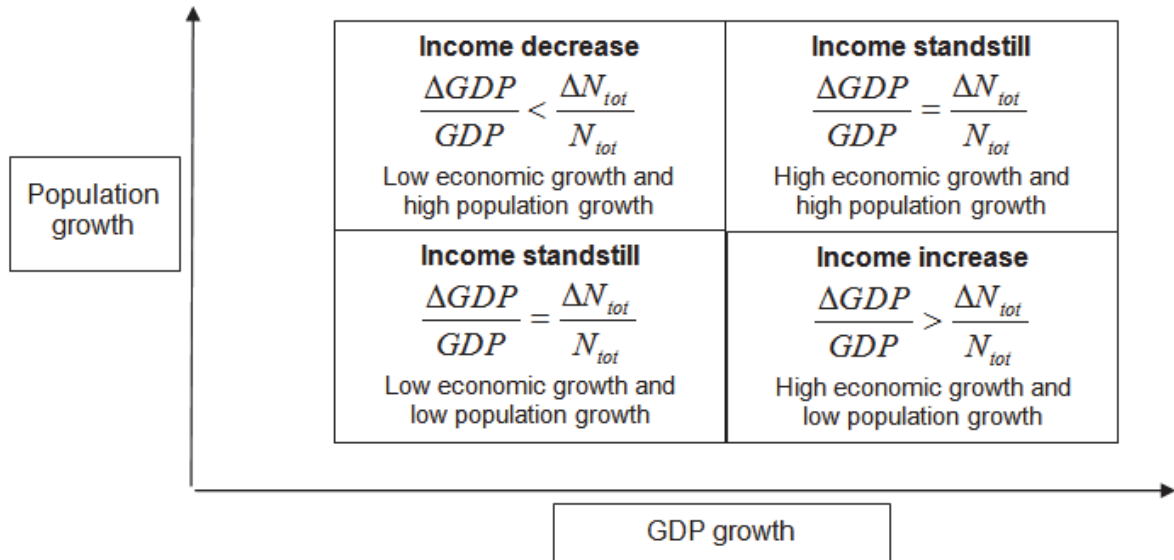 Income decrease
ΔGDP/GDP < ΔN_tot/N_tot
Low economic growth and
high population growth
Income standstill
ΔGDP/GDP = ΔN_tot/N_tot
High economic growth and
high population growth
Population
growth
Income standstill
ΔGDP/GDP = ΔN_tot/N_tot
Low economic growth and
low population growth
Income increase
ΔGDP/GDP > ΔN_tot/N_tot
High economic growth and
low population growth
GDP growth